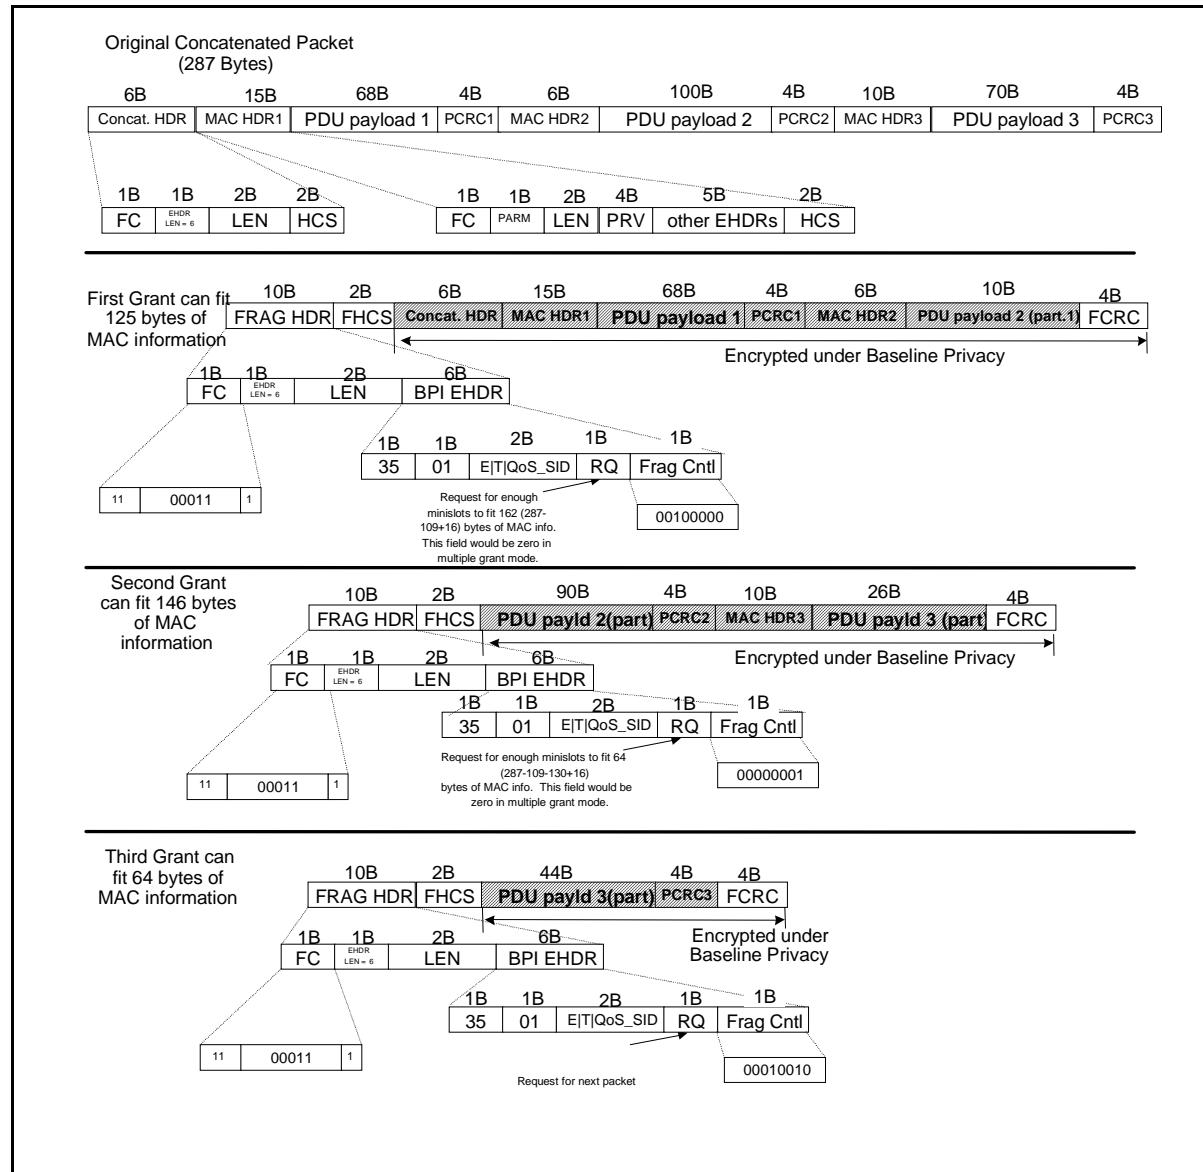 Original Concatenated Packet
(287 Bytes)
6B 15B 68B 4B 6B 100B 4B 10B 70B 4B
Concat. HDR MAC HDR1 PDU payload 1 PCRC1 MAC HDR2 PDU payload 2 PCRC2 MAC HDR3 PDU payload 3 PCRC3
1B 1B 2B 2B 1B 1B 2B 4B 5B 2B
FC EHDR LEN = 6 LEN HCS FC PARM LEN PRV other EHDRs HCS
First Grant can fit
125 bytes of
MAC information
10B 2B 6B 15B 68B 4B 6B 10B 4B
FRAG HDR FHCS Concat. HDR MAC HDR1 PDU payload 1 PCRC1 MAC HDR2 PDU payload 2 (part.1) FCRC
Encrypted under Baseline Privacy
1B 1B 2B 6B
FC EHDR LEN = 6 LEN BPI EHDR
1B 1B 2B 1B 1B
35 01 E|T|QoS_SID RQ Frag Cntl
11 00011 1
Request for enough
minislots to fit 162 (287-
109+16) bytes of MAC info.
This field would be zero in
multiple grant mode.
00100000
Second Grant
can fit 146 bytes
of MAC
information
10B 2B 90B 4B 10B 26B 4B
FRAG HDR FHCS PDU payld 2(part) PCRC2 MAC HDR3 PDU payld 3 (part) FCRC
Encrypted under Baseline Privacy
1B 1B 2B 6B
FC EHDR LEN = 6 LEN BPI EHDR
1B 1B 2B 1B 1B
35 01 E|T|QoS_SID RQ Frag Cntl
Request for enough minislots to fit 64
(287-109-130+16)
bytes of MAC info. This field would be
zero in multiple grant mode.
00000001
11 00011 1
Third Grant can
fit 64 bytes of
MAC information
10B 2B 44B 4B 4B
FRAG HDR FHCS PDU payld 3(part) PCRC3 FCRC
Encrypted under
Baseline Privacy
1B 1B 2B 6B
FC EHDR LEN = 6 LEN BPI EHDR
1B 1B 2B 1B 1B
35 01 E|T|QoS_SID RQ Frag Cntl
11 00011 1
00010010
Request for next packet